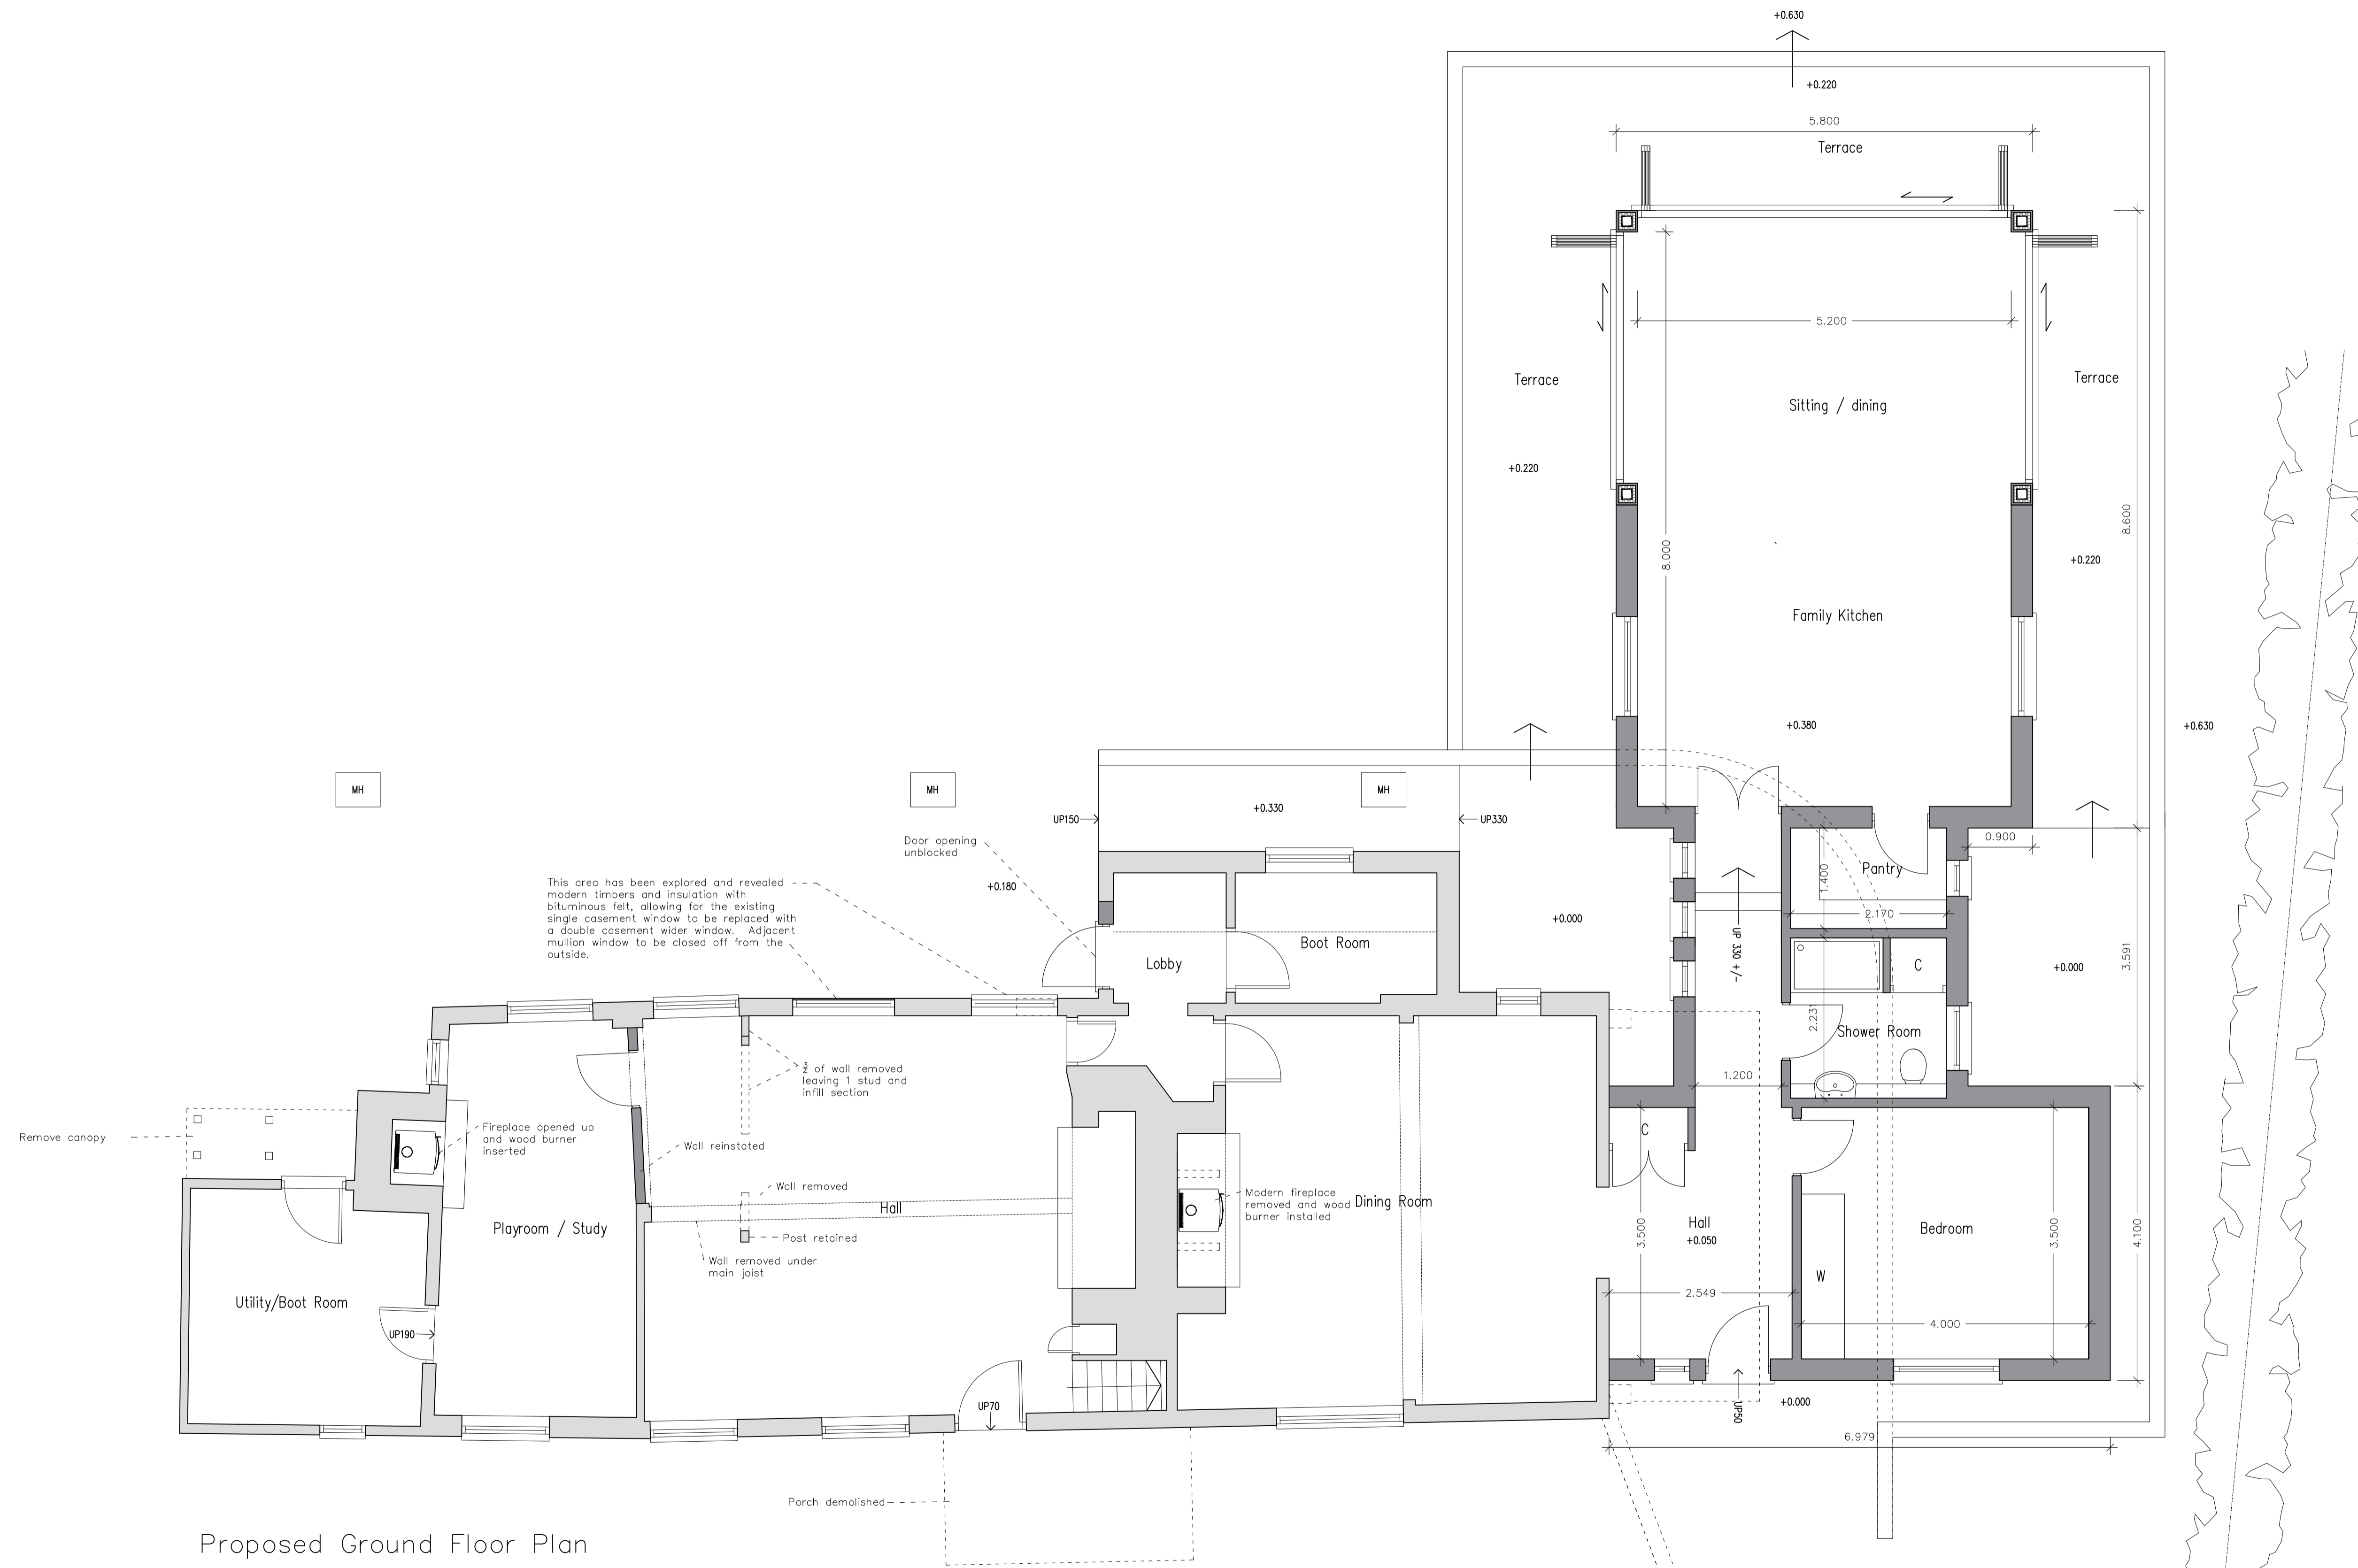 +0.630
+0.220
5.800
Terrace
5.200
Terrace
Terrace
Sitting / dining
+0.220
8.600
8.000
+0.220
Family Kitchen
+0.380
+0.630
MH
MH
MH
+0.330
UP150
UP330
Door opening
unblocked
0.900
Pantry
1.400
2.170
This area has been explored and revealed
modern timbers and insulation with
bituminous felt, allowing for the existing
single casement window to be replaced with
a double casement wider window. Adjacent
mullion window to be closed off from the
outside.
+0.180
+0.000
UP 330 +/-
Boot Room
Lobby
C
+0.000
3.591
2.231
Shower Room
1.200
¾ of wall removed
leaving 1 stud and
infill section
Remove canopy
Fireplace opened up
and wood burner
inserted
Wall reinstated
C
Wall removed
Modern fireplace
removed and wood
burner installed
Dining Room
Hall
Playroom / Study
Post retained
Wall removed under
main joist
Hall
+0.050
3.500
Bedroom
3.500
4.100
W
2.549
Utility/Boot Room
UP190
4.000
UP70
UP50
+0.000
6.979
Porch demolished
Proposed Ground Floor Plan